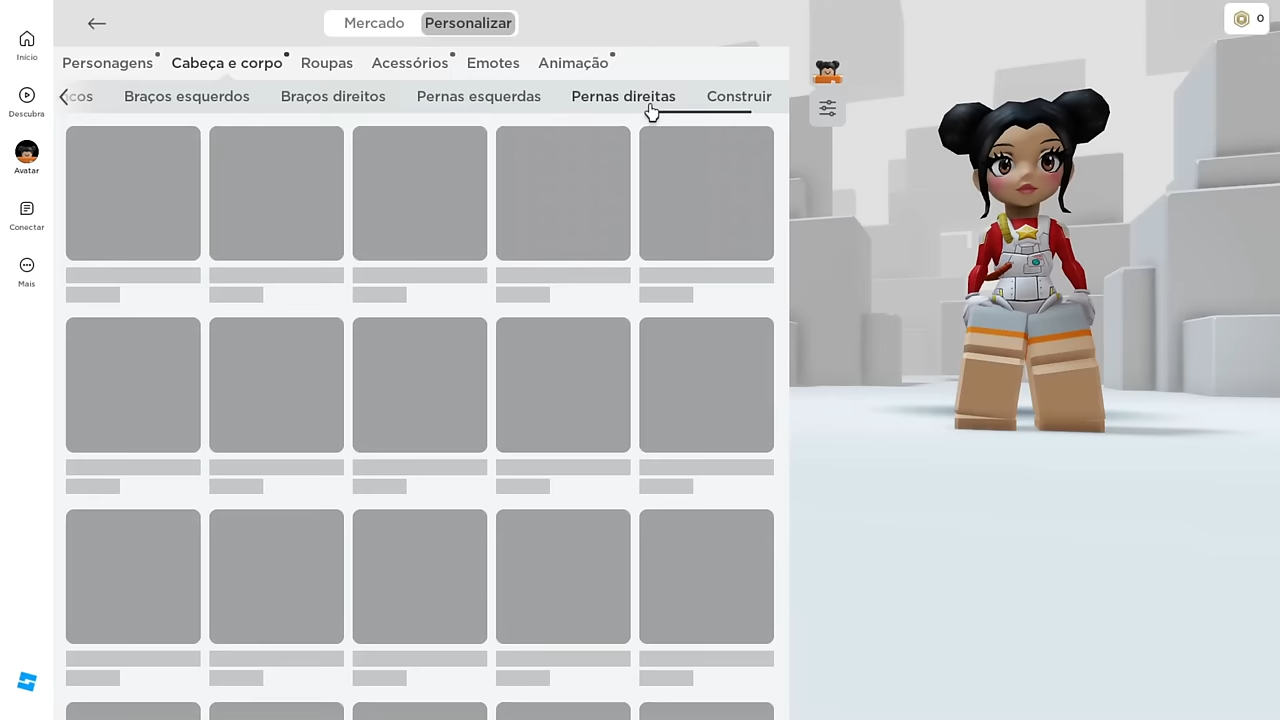 Mercado Personalizar
0
Início
Descubra
Avatar
Conectar
Mais
Personagens Cabeça e corpo Roupas Acessórios Emotes Animação
cos Braços esquerdos Braços direitos Pernas esquerdas Pernas direitas Construir